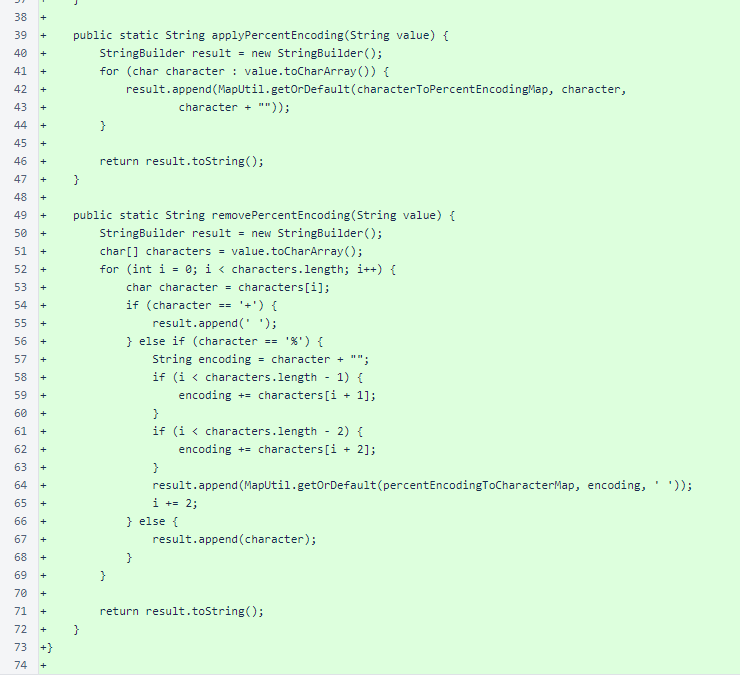 38 +
39 +     public static String applyPercentEncoding(String value) {
40 +         StringBuilder result = new StringBuilder();
41 +         for (char character : value.toCharArray()) {
42 +             result.append(MapUtil.getOrDefault(characterToPercentEncodingMap, character,
43 +                     character + ""));
44 +         }
45 +
46 +         return result.toString();
47 +     }
48 +
49 +     public static String removePercentEncoding(String value) {
50 +         StringBuilder result = new StringBuilder();
51 +         char[] characters = value.toCharArray();
52 +         for (int i = 0; i < characters.length; i++) {
53 +             char character = characters[i];
54 +             if (character == '+') {
55 +                 result.append(' ');
56 +             } else if (character == '%') {
57 +                 String encoding = character + "";
58 +                 if (i < characters.length - 1) {
59 +                     encoding += characters[i + 1];
60 +                 }
61 +                 if (i < characters.length - 2) {
62 +                     encoding += characters[i + 2];
63 +                 }
64 +                 result.append(MapUtil.getOrDefault(percentEncodingToCharacterMap, encoding, ' '));
65 +                 i += 2;
66 +             } else {
67 +                 result.append(character);
68 +             }
69 +         }
70 +
71 +         return result.toString();
72 +     }
73 +}
74 +